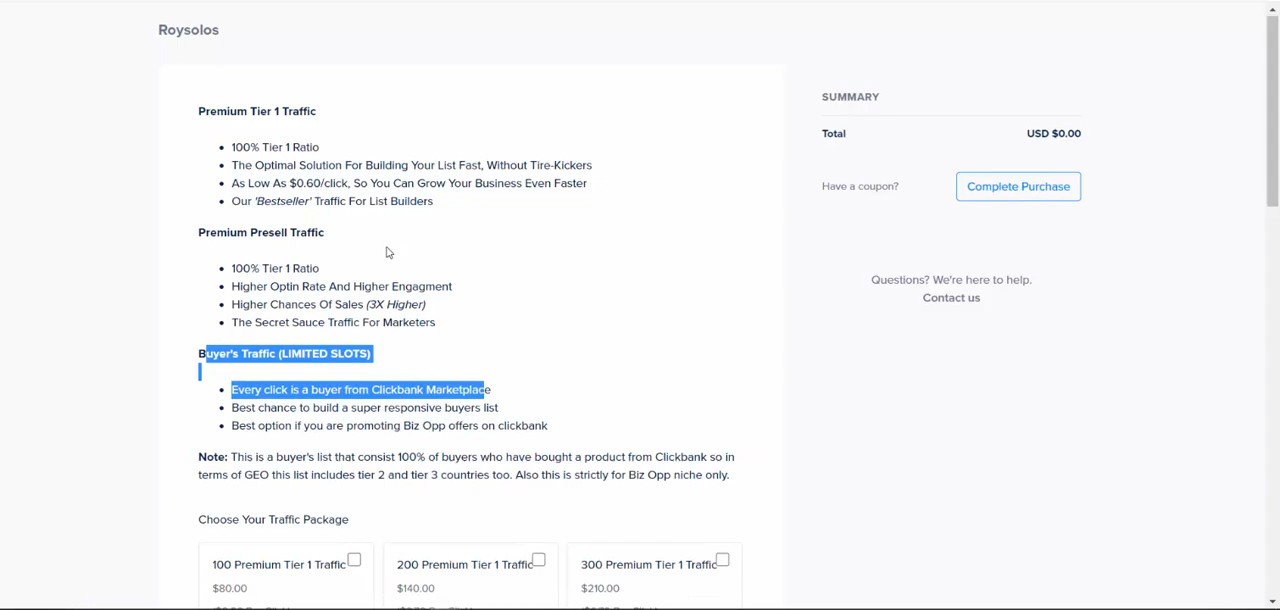 Roysolos
Premium Tier 1 Traffic
100% Tier 1 Ratio
The Optimal Solution For Building Your List Fast, Without Tire-Kickers
As Low As $0.60/click, So You Can Grow Your Business Even Faster
Our 'Bestseller' Traffic For List Builders
Premium Presell Traffic
100% Tier 1 Ratio
Higher Optin Rate And Higher Engagment
Higher Chances Of Sales (3X Higher)
The Secret Sauce Traffic For Marketers
Buyer's Traffic (LIMITED SLOTS)
Every click is a buyer from Clickbank Marketplace
Best chance to build a super responsive buyers list
Best option if you are promoting Biz Opp offers on clickbank
Note: This is a buyer's list that consist 100% of buyers who have bought a product from Clickbank so in
terms of GEO this list includes tier 2 and tier 3 countries too. Also this is strictly for Biz Opp niche only.
Choose Your Traffic Package
100 Premium Tier 1 Traffic
$80.00
200 Premium Tier 1 Traffic
$140.00
300 Premium Tier 1 Traffic
$210.00
SUMMARY
Total USD $0.00
Have a coupon? Complete Purchase
Questions? We're here to help.
Contact us